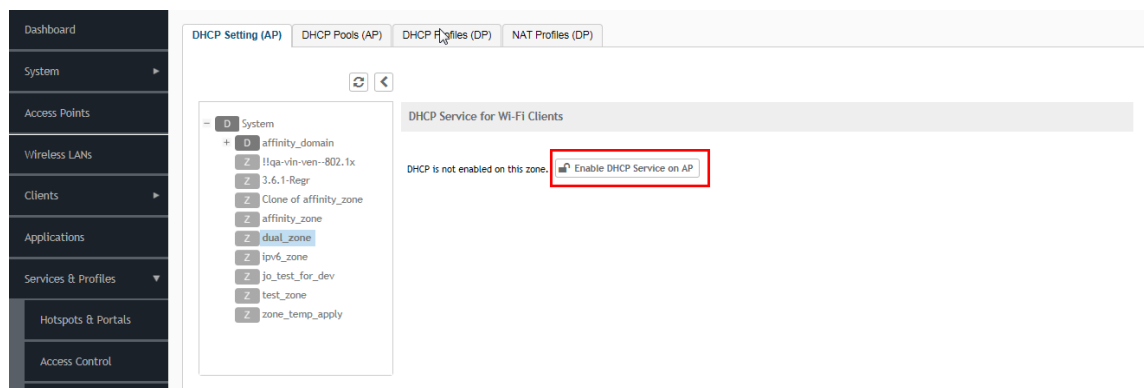 Dashboard
System
Access Points
Wireless LANs
Clients
Applications
Services & Profiles
Hotspots & Portals
Access Control
DHCP Setting (AP) DHCP Pools (AP) DHCP Profiles (DP) NAT Profiles (DP)
D System
D affinity_domain
Z !!qa-vin-ven--802.1x
Z 3.6.1-Regr
Z Clone of affinity_zone
Z affinity_zone
Z dual_zone
Z ipv6_zone
Z jo_test_for_dev
Z test_zone
Z zone_temp_apply
DHCP Service for Wi-Fi Clients
DHCP is not enabled on this zone. Enable DHCP Service on AP